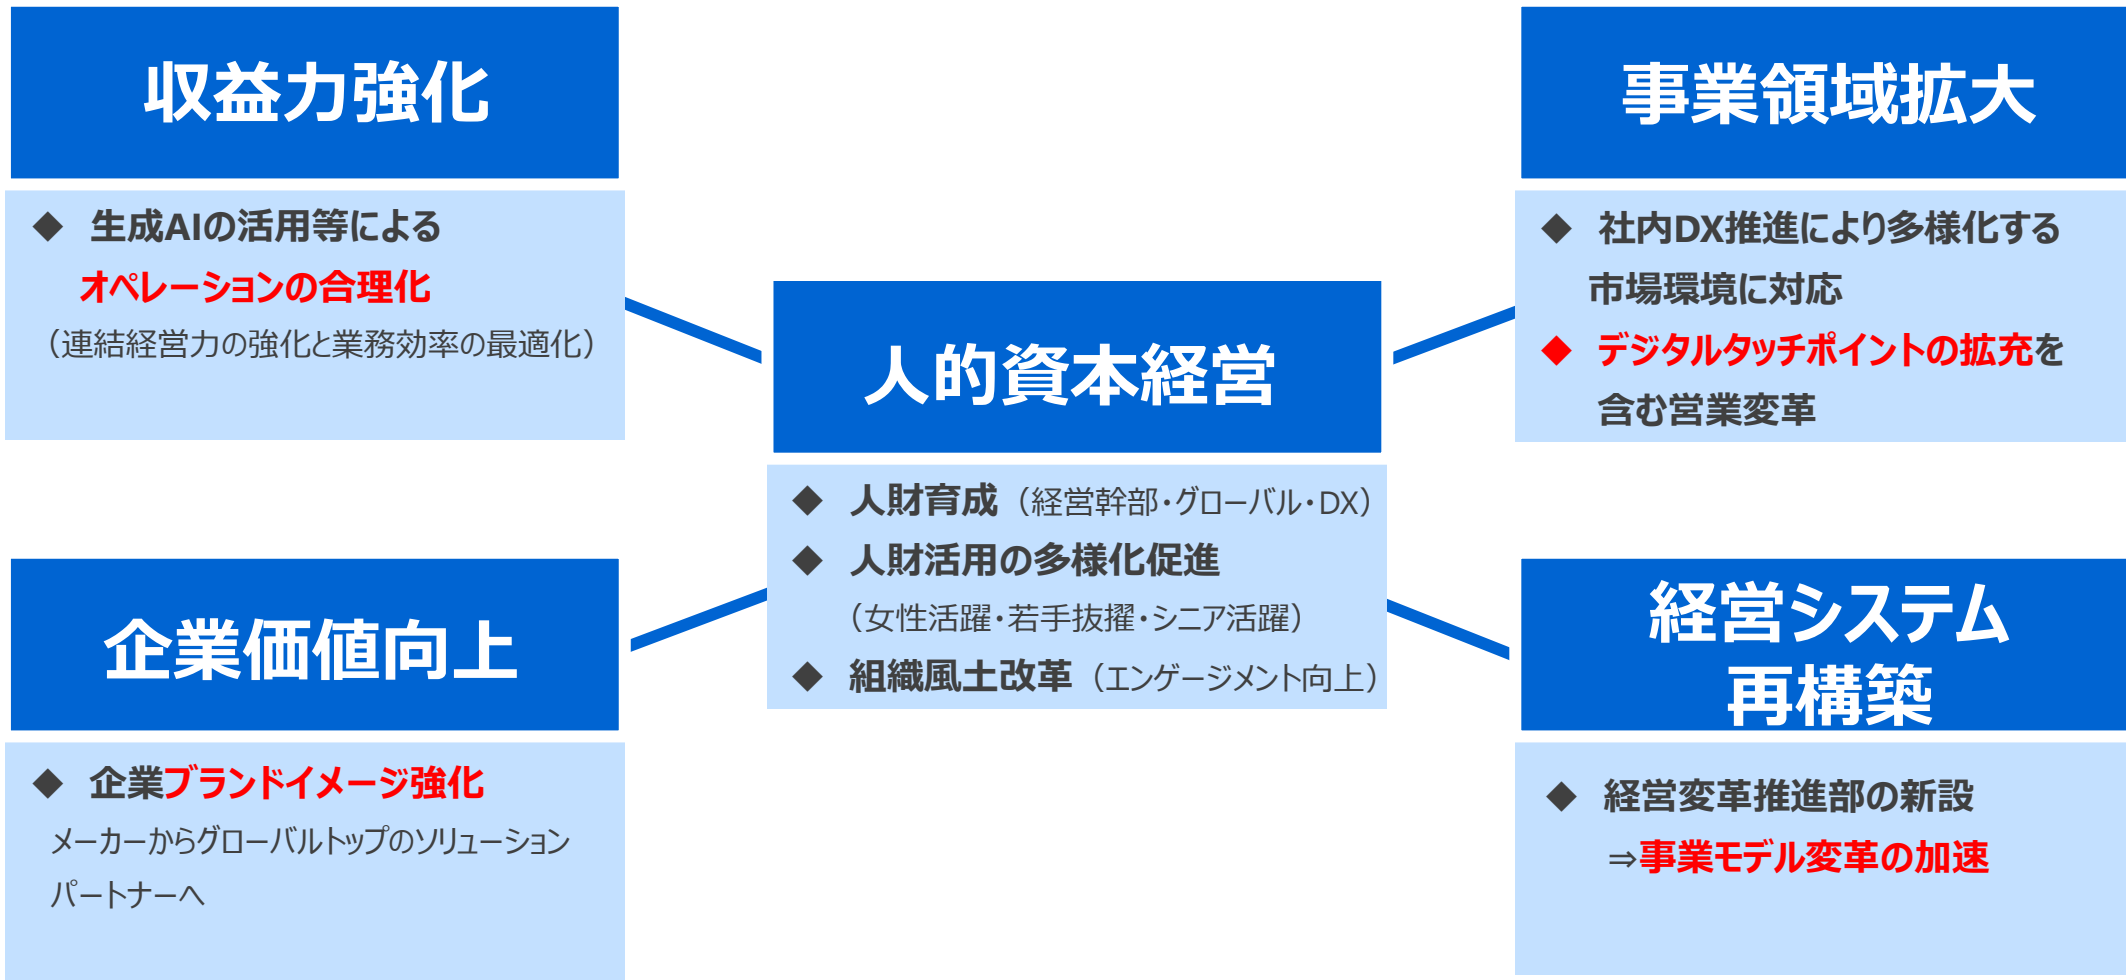 収益力強化
◆ 生成AIの活用等による
オペレーションの合理化
（連結経営力の強化と業務効率の最適化）
事業領域拡大
◆ 社内DX推進により多様化する
市場環境に対応
◆ デジタルタッチポイントの拡充を
含む営業変革
人的資本経営
◆ 人財育成（経営幹部・グローバル・DX）
◆ 人財活用の多様化促進
（女性活躍・若手抜擢・シニア活躍）
◆ 組織風土改革（エンゲージメント向上）
企業価値向上
◆ 企業ブランドイメージ強化
メーカーからグローバルトップのソリューション
パートナーへ
経営システム
再構築
◆ 経営変革推進部の新設
⇒事業モデル変革の加速